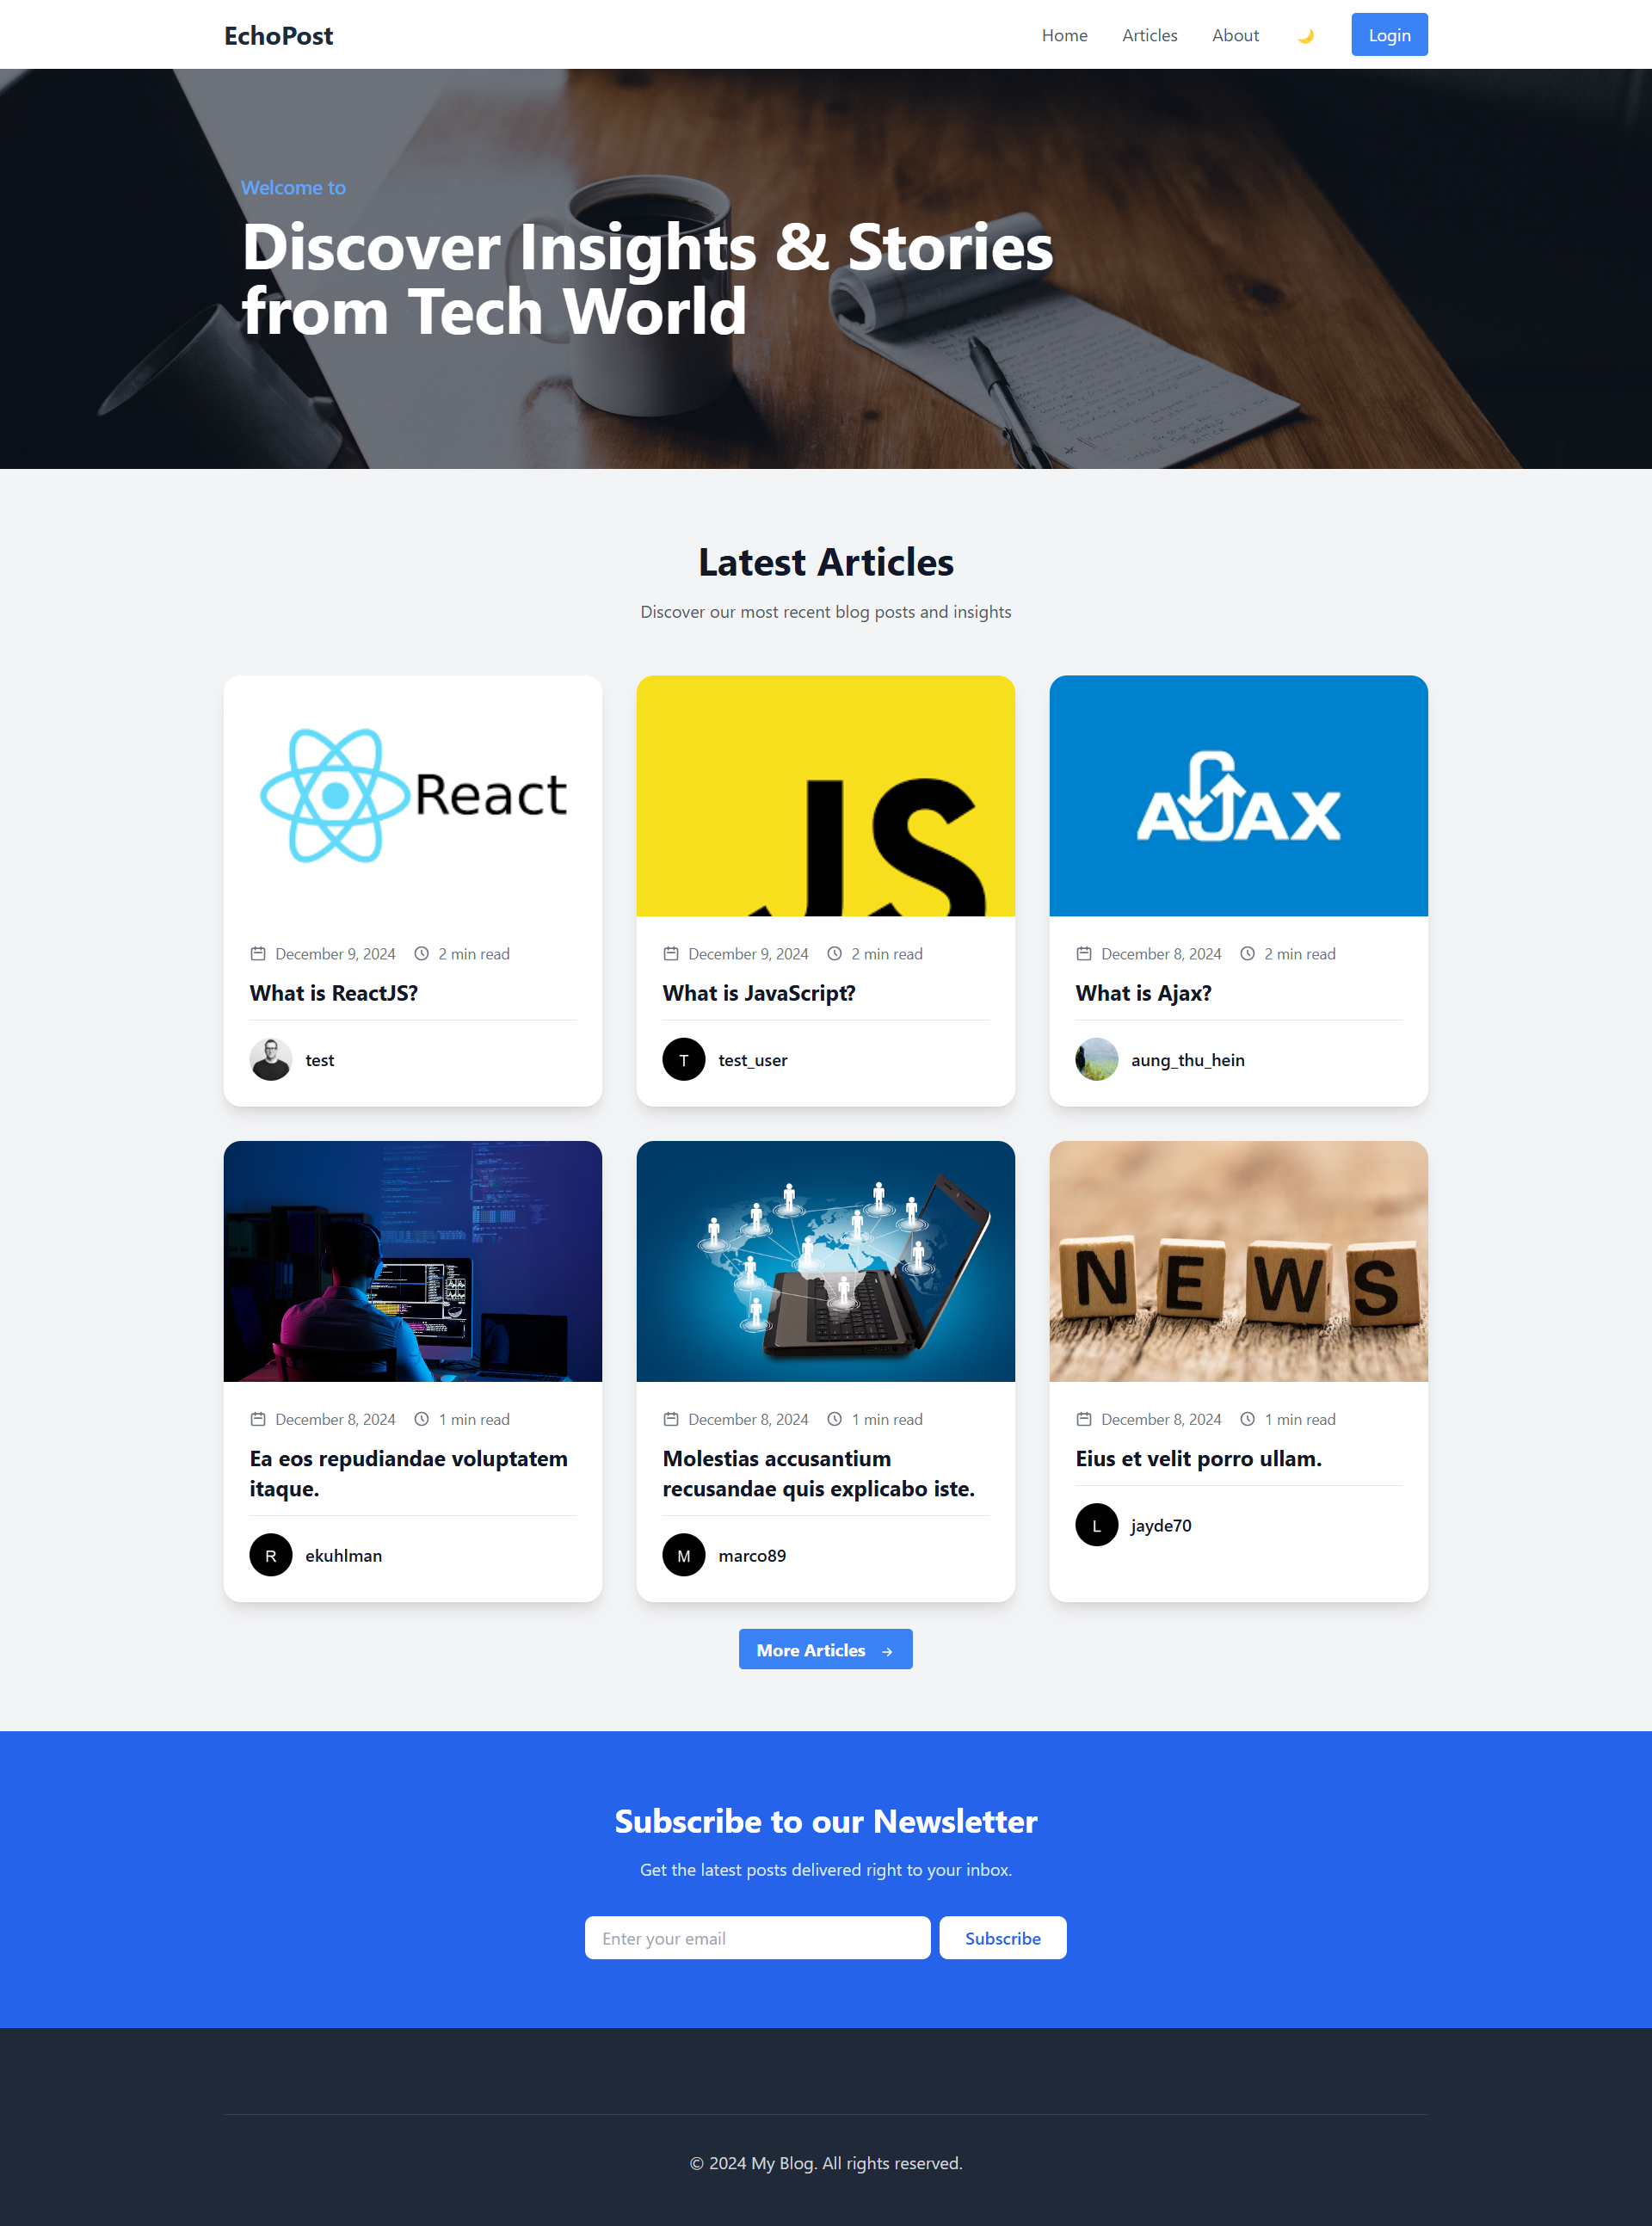 EchoPost
Home
Articles
About
Login
Welcome to
Discover Insights & Stories
from Tech World
Latest Articles
Discover our most recent blog posts and insights
React
JS
AJAX
December 9, 2024
2 min read
What is ReactJS?
test
December 9, 2024
2 min read
What is JavaScript?
T
test_user
December 8, 2024
2 min read
What is Ajax?
aung_thu_hein
NEWS
December 8, 2024
1 min read
Ea eos repudiandae voluptatem
itaque.
R
ekuhlman
December 8, 2024
1 min read
Molestias accusantium
recusandae quis explicabo iste.
M
marco89
December 8, 2024
1 min read
Eius et velit porro ullam.
L
jayde70
More Articles →
Subscribe to our Newsletter
Get the latest posts delivered right to your inbox.
Enter your email
Subscribe
© 2024 My Blog. All rights reserved.